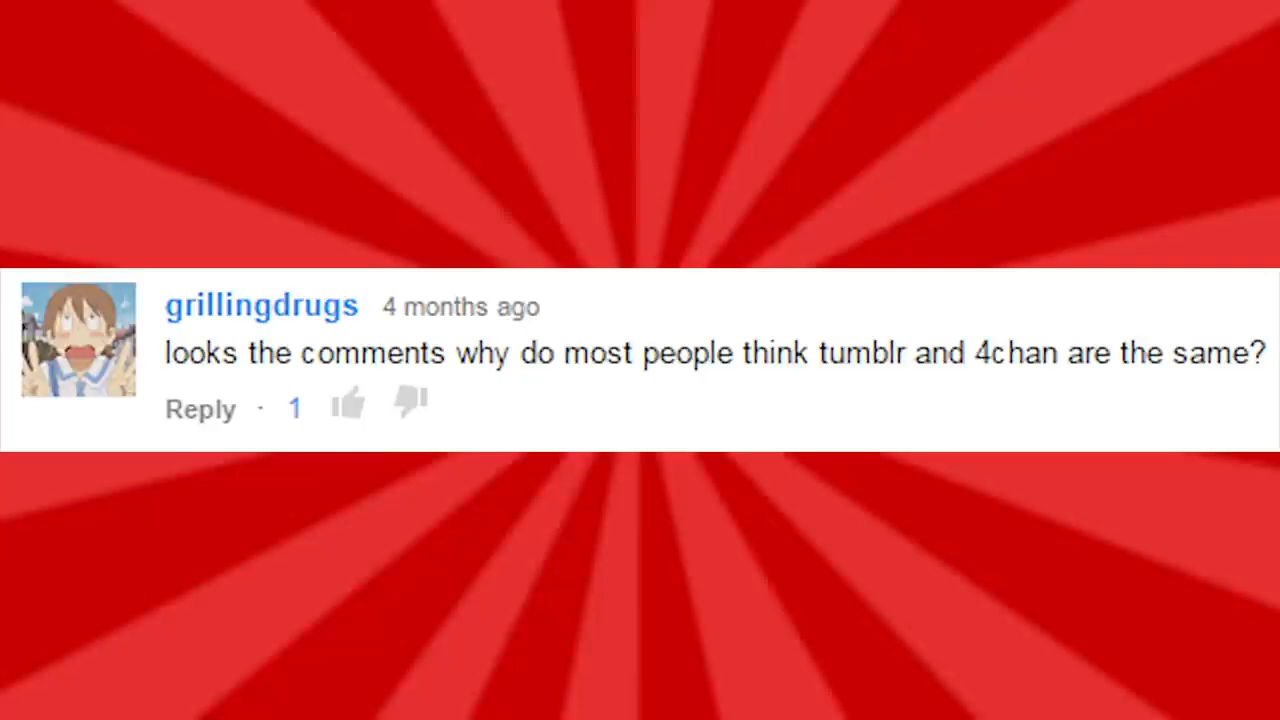 grillingdrugs 4 months ago
looks the comments why do most people think tumblr and 4chan are the same?
Reply · 1